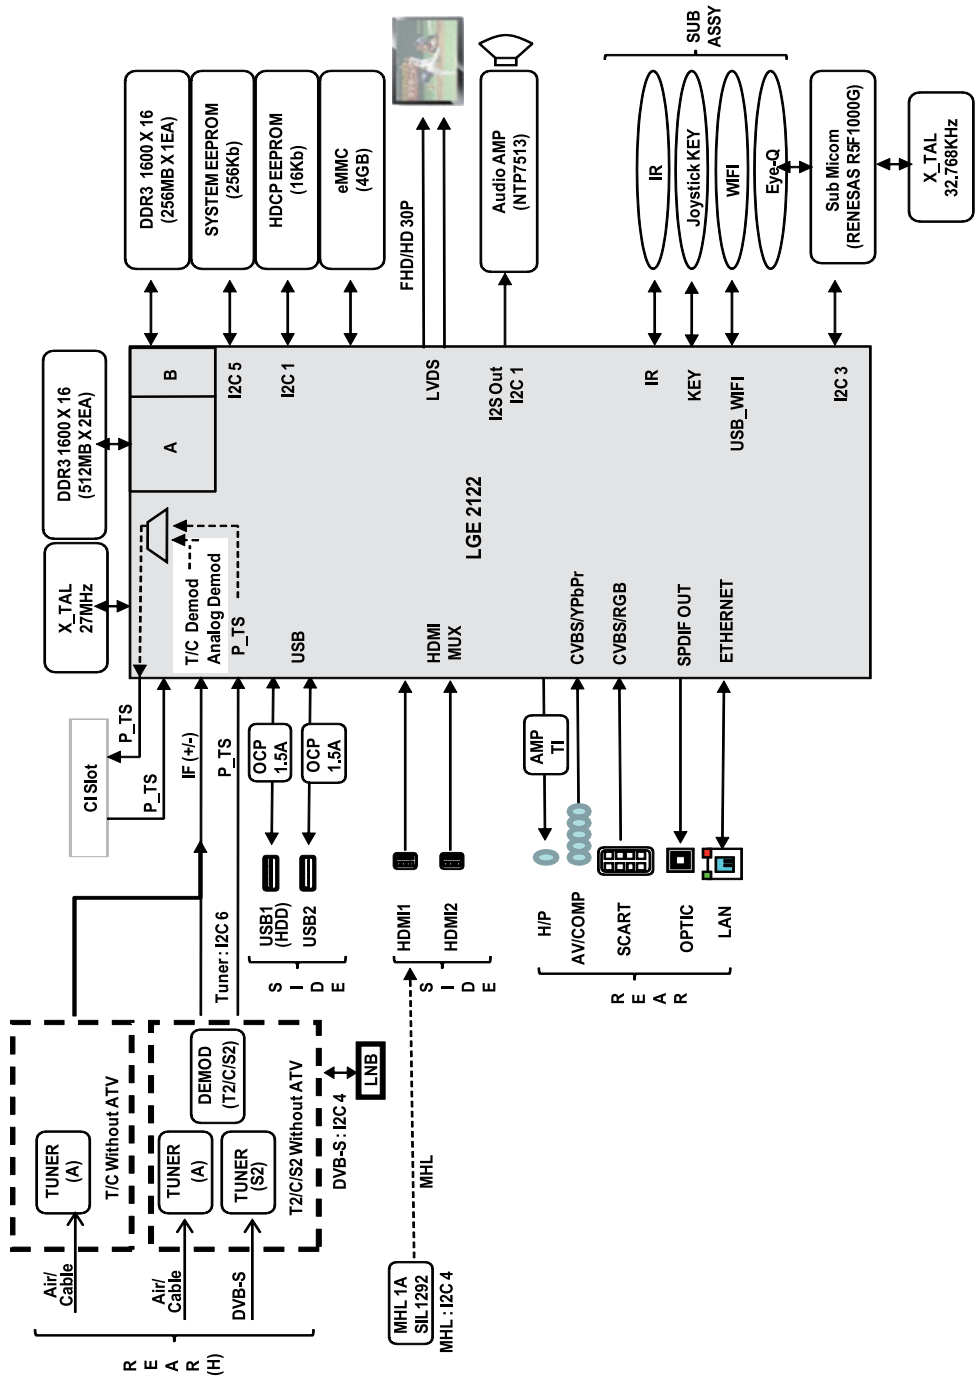 REAR
(H)
Air/
Cable
TUNER
(A)
T/C Without ATV
Air/
Cable
DVB-S
TUNER
(A)
TUNER
(S2)
DEMOD
(T2/C/S2)
T2/C/S2 Without ATV
DVB-S : I2C 4
LNB
MHL 1A
SIL1292
MHL : I2C 4
MHL
Tuner : I2C 6
CI Slot
P_TS
P_TS
IF (+/-)
P_TS
SIDE
USB1
(HDD)
USB2
OCP
1.5A
OCP
1.5A
SIDE
HDMI1
HDMI2
REAR
H/P
AV/COMP
SCART
OPTIC
LAN
AMP
TI
X_TAL
27MHz
DDR3 1600 X 16
(512MB X 2EA)
T/C Demod
Analog Demod
P_TS
USB
HDMI
MUX
CVBS/YPbPr
CVBS/RGB
SPDIF OUT
ETHERNET
LGE 2122
A
B
I2C 5
I2C 1
LVDS
I2S Out
I2C 1
IR
KEY
USB_WIFI
I2C 3
DDR3 1600 X 16
(256MB X 1EA)
SYSTEM EEPROM
(256Kb)
HDCP EEPROM
(16Kb)
eMMC
(4GB)
FHD/HD 30P
Audio AMP
(NTP7513)
IR
Joystick KEY
WIFI
Eye-Q
SUB
ASSY
Sub Micom
(RENESAS R5F1000G)
X_TAL
32.768KHz